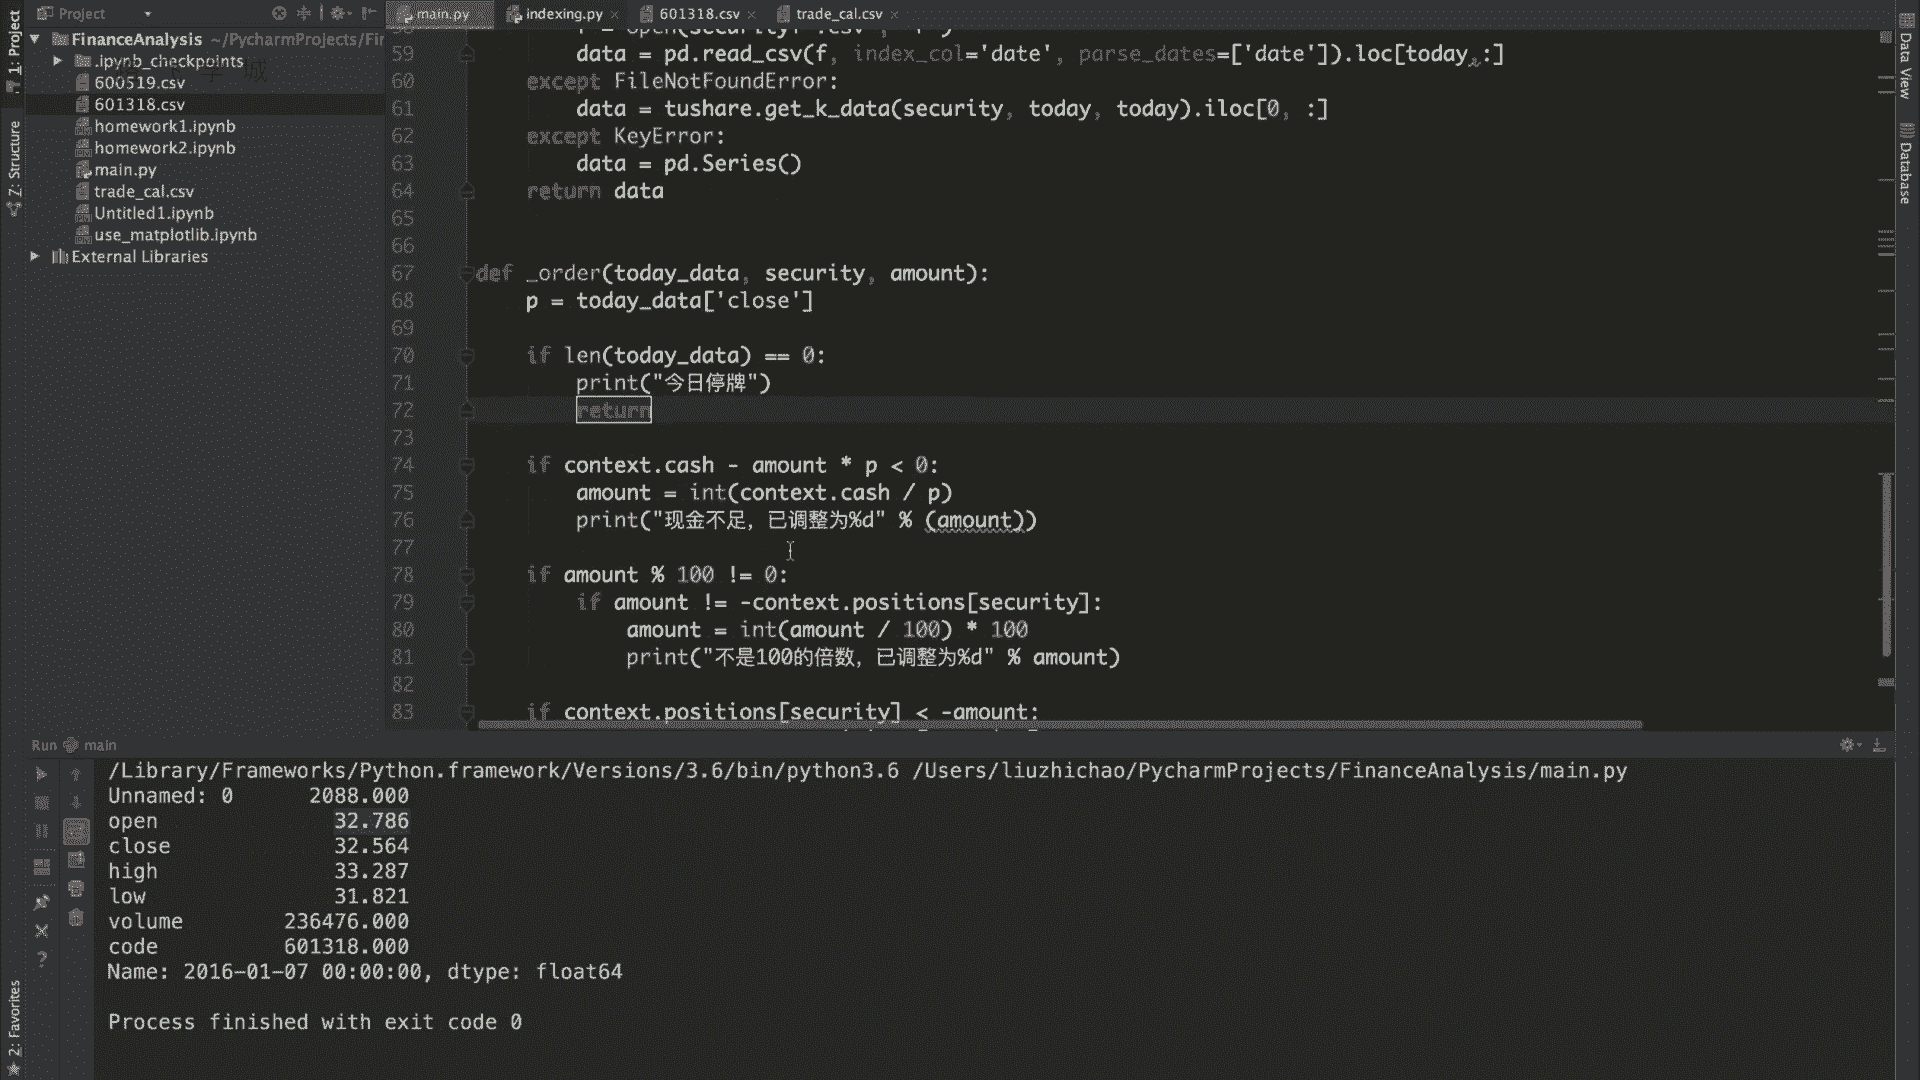 1: Project
Z: Structure
2: Favorites
Project
FinanceAnalysis ~/PycharmProjects/Fi
.ipynb_checkpoints
600519.csv
601318.csv
homework1.ipynb
homework2.ipynb
main.py
trade_cal.csv
Untitled1.ipynb
use_matplotlib.ipynb
External Libraries
main.py
indexing.py
601318.csv
trade_cal.csv
59 data = pd.read_csv(f, index_col='date', parse_dates=['date']).loc[today,:]
60 except FileNotFoundError:
61 data = tushare.get_k_data(security, today, today).iloc[0, :]
62 except KeyError:
63 data = pd.Series()
64 return data
65
66
67 def _order(today_data, security, amount):
68 p = today_data['close']
69
70 if len(today_data) == 0:
71 print("今日停牌")
72 return
73
74 if context.cash - amount * p < 0:
75 amount = int(context.cash / p)
76 print("现金不足，已调整为%d" % (amount))
77
78 if amount % 100 != 0:
79 if amount != -context.positions[security]:
80 amount = int(amount / 100) * 100
81 print("不是100的倍数，已调整为%d" % amount)
82
83 if context.positions[security] < -amount:
Data View
Database
Run main
/Library/Frameworks/Python.framework/Versions/3.6/bin/python3.6 /Users/liuzhichao/PycharmProjects/FinanceAnalysis/main.py
Unnamed: 0 2088.000
open 32.786
close 32.564
high 33.287
low 31.821
volume 236476.000
code 601318.000
Name: 2016-01-07 00:00:00, dtype: float64
Process finished with exit code 0